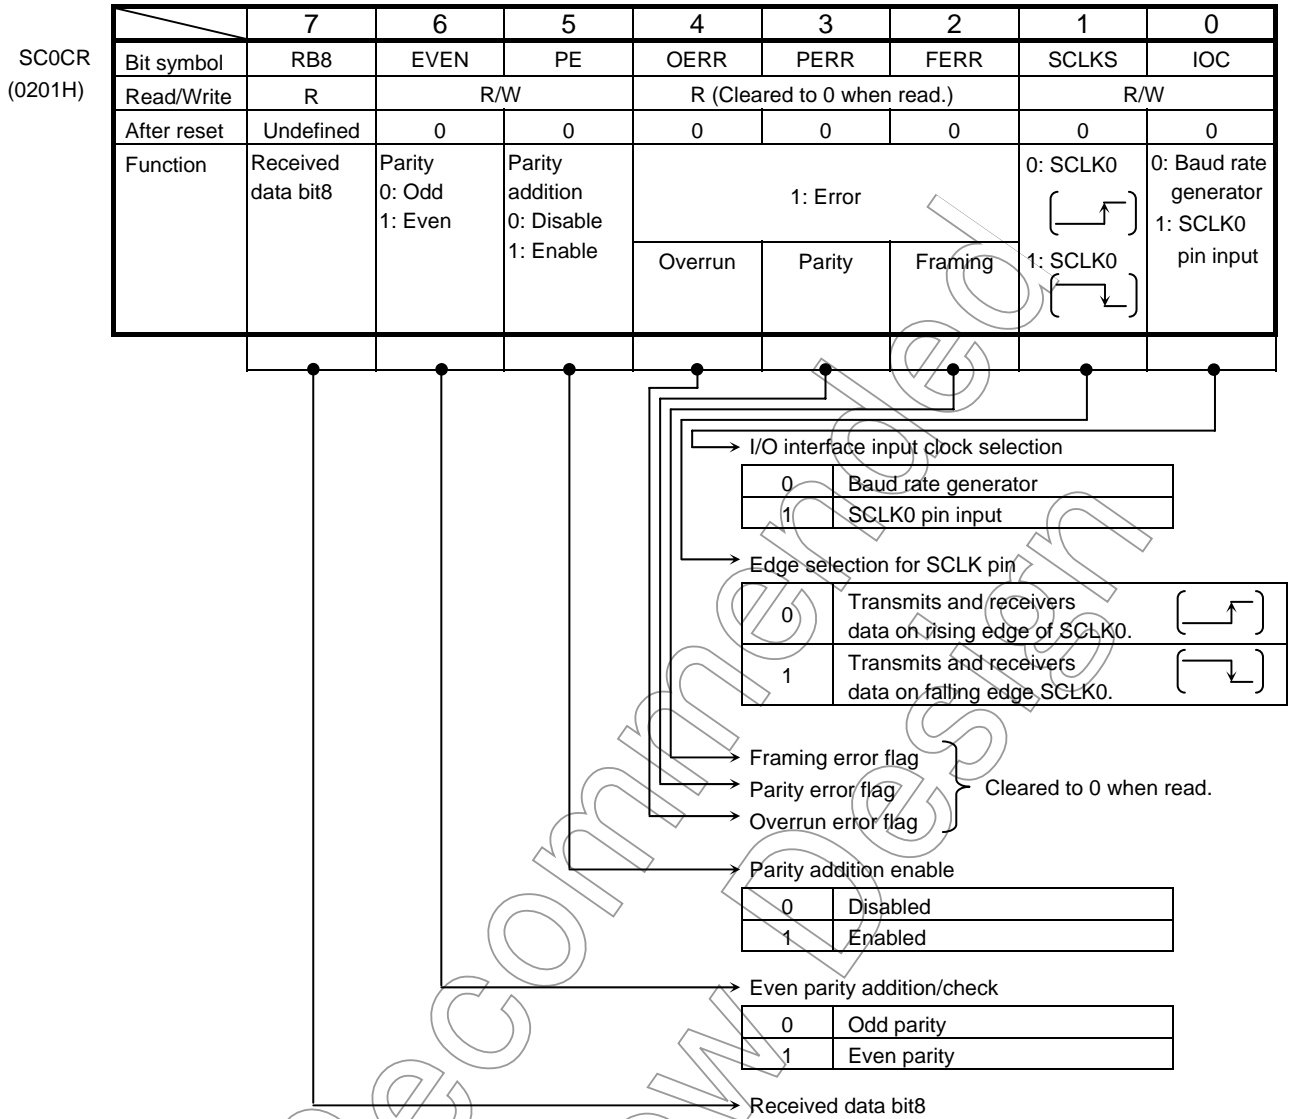 7 6 5 4 3 2 1 0
SC0CR
(0201H)
Bit symbol RB8 EVEN PE OERR PERR FERR SCLKS IOC
Read/Write R R/W R (Cleared to 0 when read.) R/W
After reset Undefined 0 0 0 0 0 0 0
Function
Received
data bit8
Parity
0: Odd
1: Even
Parity
addition
0: Disable
1: Enable
1: Error
Overrun Parity Framing
0: SCLK0
1: SCLK0
0: Baud rate
generator
1: SCLK0
pin input
I/O interface input clock selection
0 Baud rate generator
1 SCLK0 pin input
Edge selection for SCLK pin
0 Transmits and receivers
data on rising edge of SCLK0.
1 Transmits and receivers
data on falling edge SCLK0.
Framing error flag
Parity error flag
Overrun error flag
Cleared to 0 when read.
Parity addition enable
0 Disabled
1 Enabled
Even parity addition/check
0 Odd parity
1 Even parity
Received data bit8
ecommended
w Design